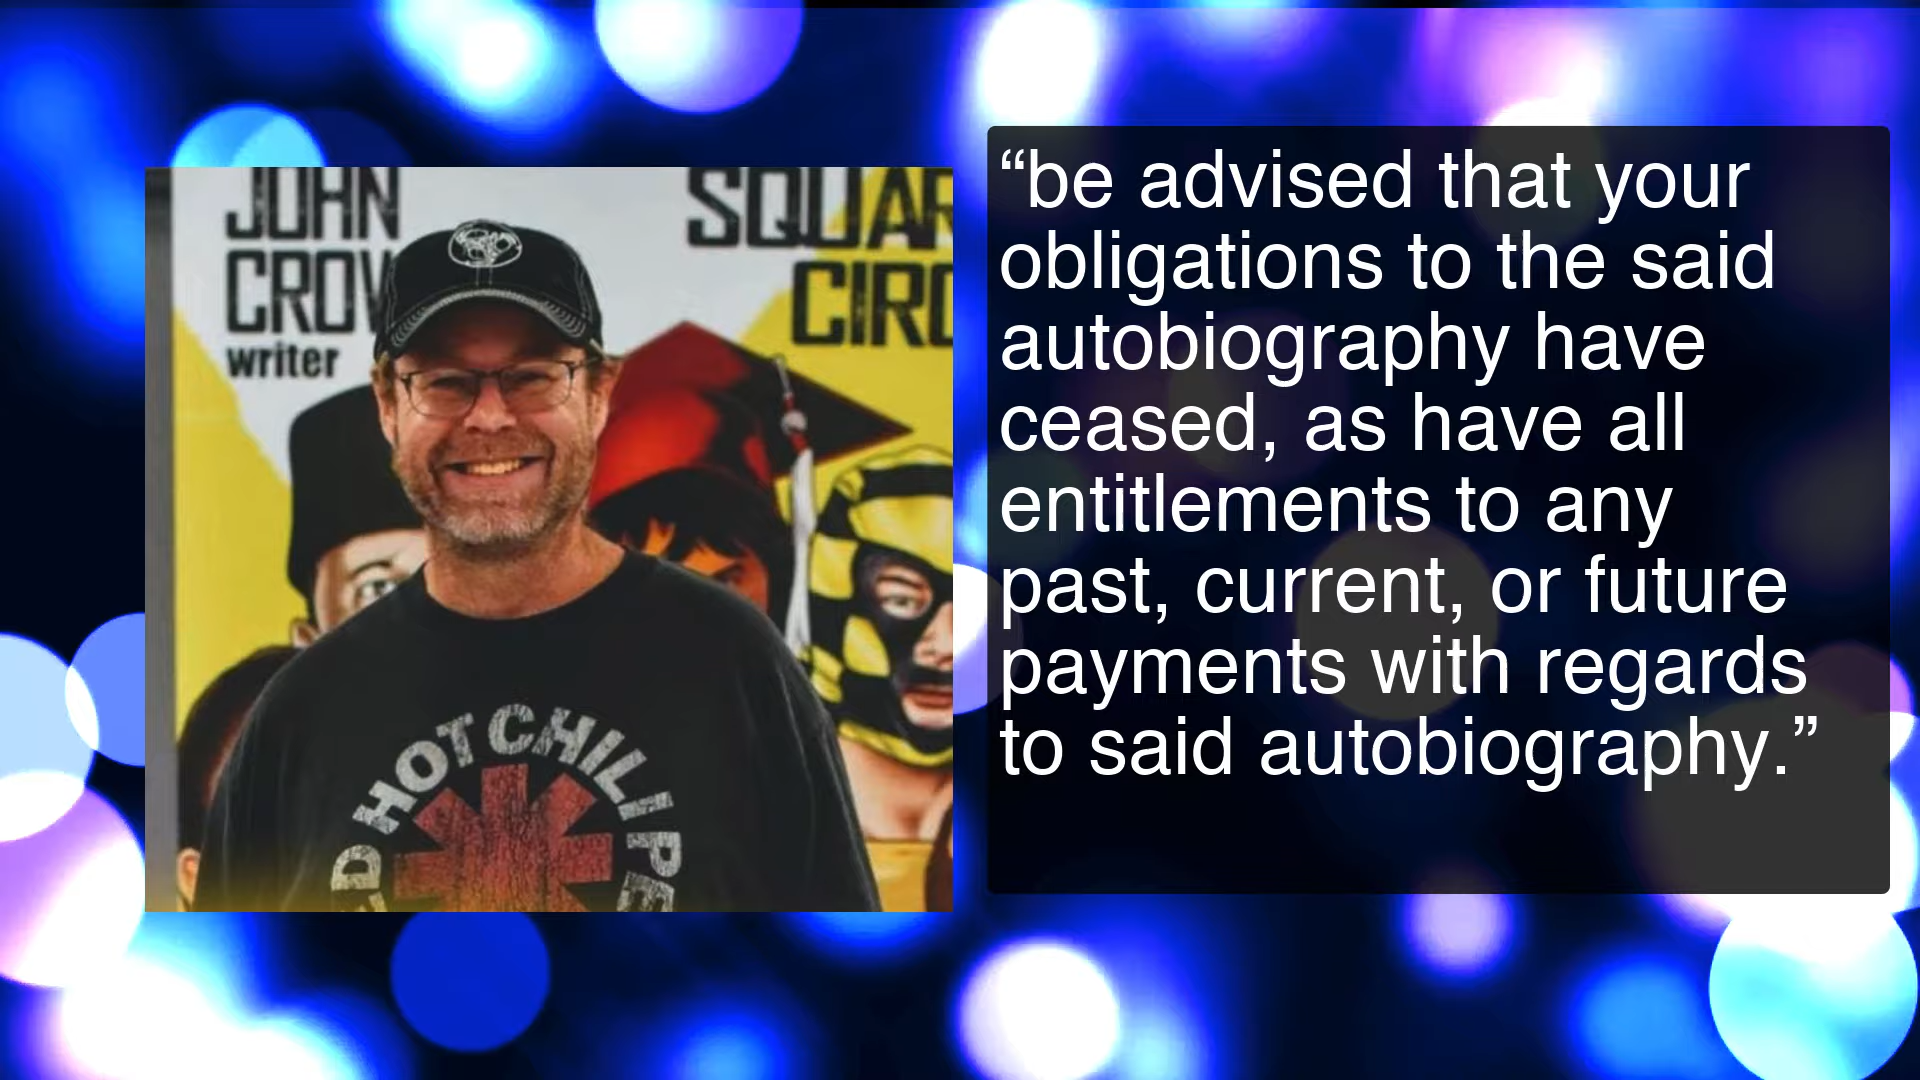 JOHN
CROW
writer
SQUAR
CIRC
HOT CHILI PE
“be advised that your
obligations to the said
autobiography have
ceased, as have all
entitlements to any
past, current, or future
payments with regards
to said autobiography.”